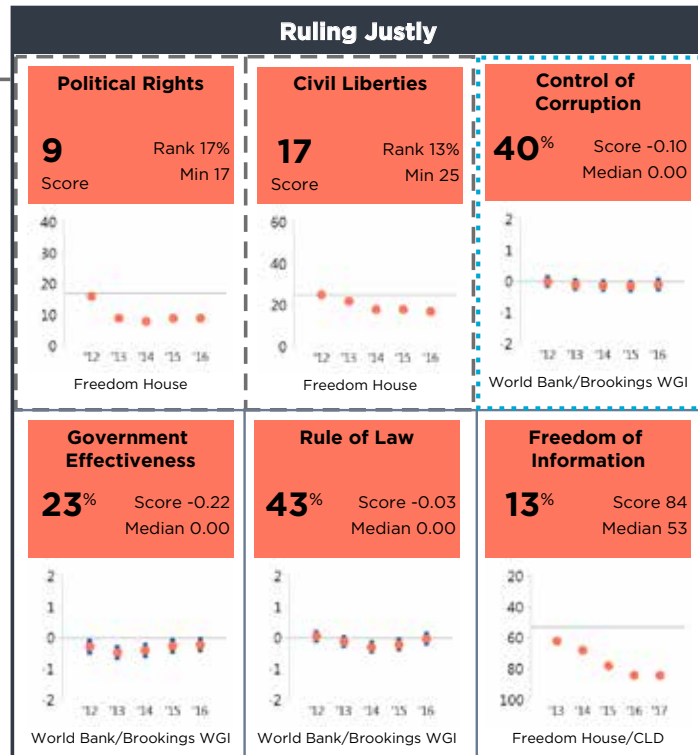 Ruling Justly
Political Rights
9
Score
Rank 17%
Min 17
40
30
20
10
0
'12 '13 '14 '15 '16
Freedom House
Civil Liberties
17
Score
Rank 13%
Min 25
60
40
20
0
'12 '13 '14 '15 '16
Freedom House
Control of
Corruption
40%
Score -0.10
Median 0.00
2
1
0
-1
-2
'12 '13 '14 '15 '16
World Bank/Brookings WGI
Government
Effectiveness
23%
Score -0.22
Median 0.00
2
1
0
-1
-2
'12 '13 '14 '15 '16
World Bank/Brookings WGI
Rule of Law
43%
Score -0.03
Median 0.00
2
1
0
-1
-2
'12 '13 '14 '15 '16
World Bank/Brookings WGI
Freedom of
Information
13%
Score 84
Median 53
20
40
60
80
100
'13 '14 '15 '16 '17
Freedom House/CLD